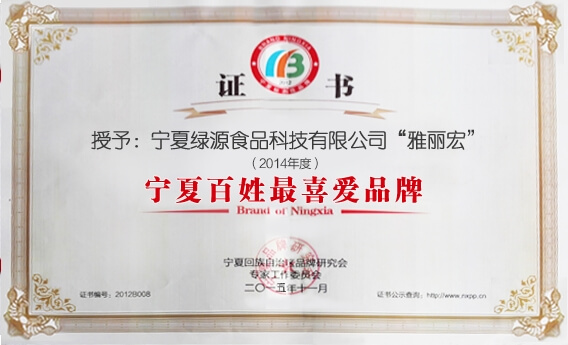 BRAND NINGXIA
证 书
授予：宁夏绿源食品科技有限公司“雅丽宏”
（2014年度）
宁夏百姓最喜爱品牌
Brand of Ningxia
宁夏回族自治区品牌研究会
专家工作委员会
二〇一五年十一月
证书编号：2012B008
证书公示查询：http://www.nxpp.cn